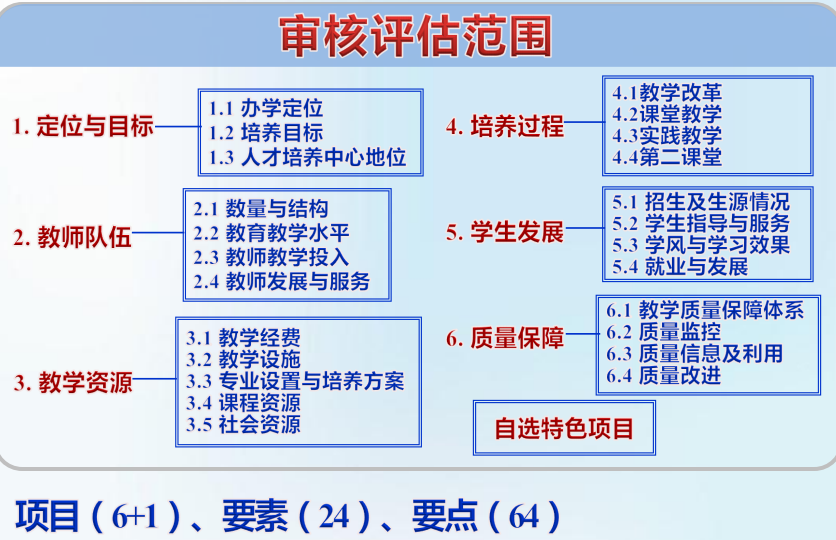 审核评估范围
1. 定位与目标
1.1 办学定位
1.2 培养目标
1.3 人才培养中心地位
2. 教师队伍
2.1 数量与结构
2.2 教育教学水平
2.3 教师教学投入
2.4 教师发展与服务
3. 教学资源
3.1 教学经费
3.2 教学设施
3.3 专业设置与培养方案
3.4 课程资源
3.5 社会资源
4. 培养过程
4.1教学改革
4.2课堂教学
4.3实践教学
4.4第二课堂
5. 学生发展
5.1 招生及生源情况
5.2 学生指导与服务
5.3 学风与学习效果
5.4 就业与发展
6. 质量保障
6.1 教学质量保障体系
6.2 质量监控
6.3 质量信息及利用
6.4 质量改进
自选特色项目
项目（6+1）、要素（24）、要点（64）